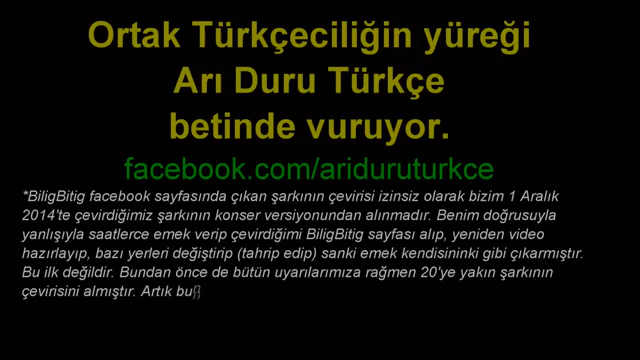 Ortak Türkçeciliğin yüreği
Arı Duru Türkçe
betinde vuruyor.
facebook.com/ariduruturkce
*BiligBitig facebook sayfasında çıkan şarkının çevirisi izinsiz olarak bizim 1 Aralık
2014'te çevirdiğimiz şarkının konser versiyonundan alınmadır. Benim doğrusuyla
yanlışıyla saatlerce emek verip çevirdiğimi BiligBitig sayfası alıp, yeniden video
hazırlayıp, bazı yerleri değiştirip (tahrip edip) sanki emek kendisininki gibi çıkarmıştır.
Bu ilk değildir. Bundan önce de bütün uyarılarımıza rağmen 20'ye yakın şarkının
çevirisini almıştır. Artık bu